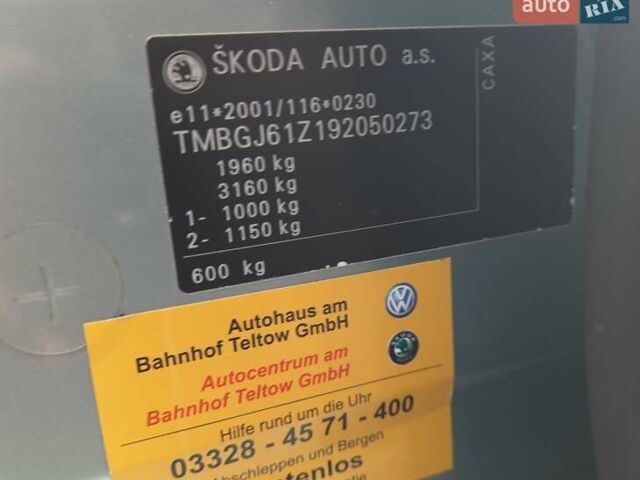 auto RIA.com
ŠKODA AUTO a.s.
CAXA
e11*2001/116*0230
TMBGJ61Z192050273
1960 kg
3160 kg
1- 1000 kg
2- 1150 kg
600 kg
Autohaus am
Bahnhof Teltow GmbH
Autocentrum am
Bahnhof Teltow GmbH
Hilfe rund um die Uhr
03328 - 45 71 - 400
Abschleppen und Bergen